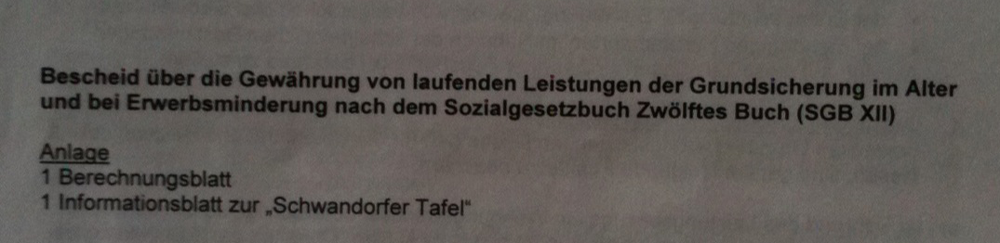 Bescheid über die Gewährung von laufenden Leistungen der Grundsicherung im Alter
und bei Erwerbsminderung nach dem Sozialgesetzbuch Zwölftes Buch (SGB XII)
Anlage
1 Berechnungsblatt
1 Informationsblatt zur „Schwandorfer Tafel“